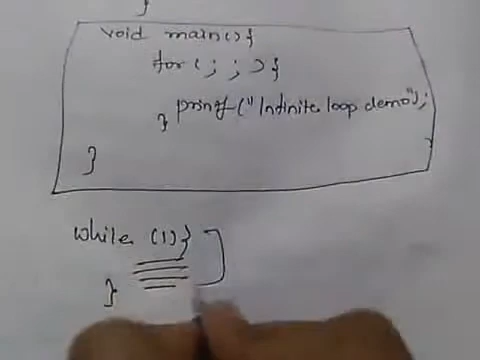 }
void main() {
for ( ; ; ) {
printf ("Infinite loop demo");
}
}
while (1) {
}